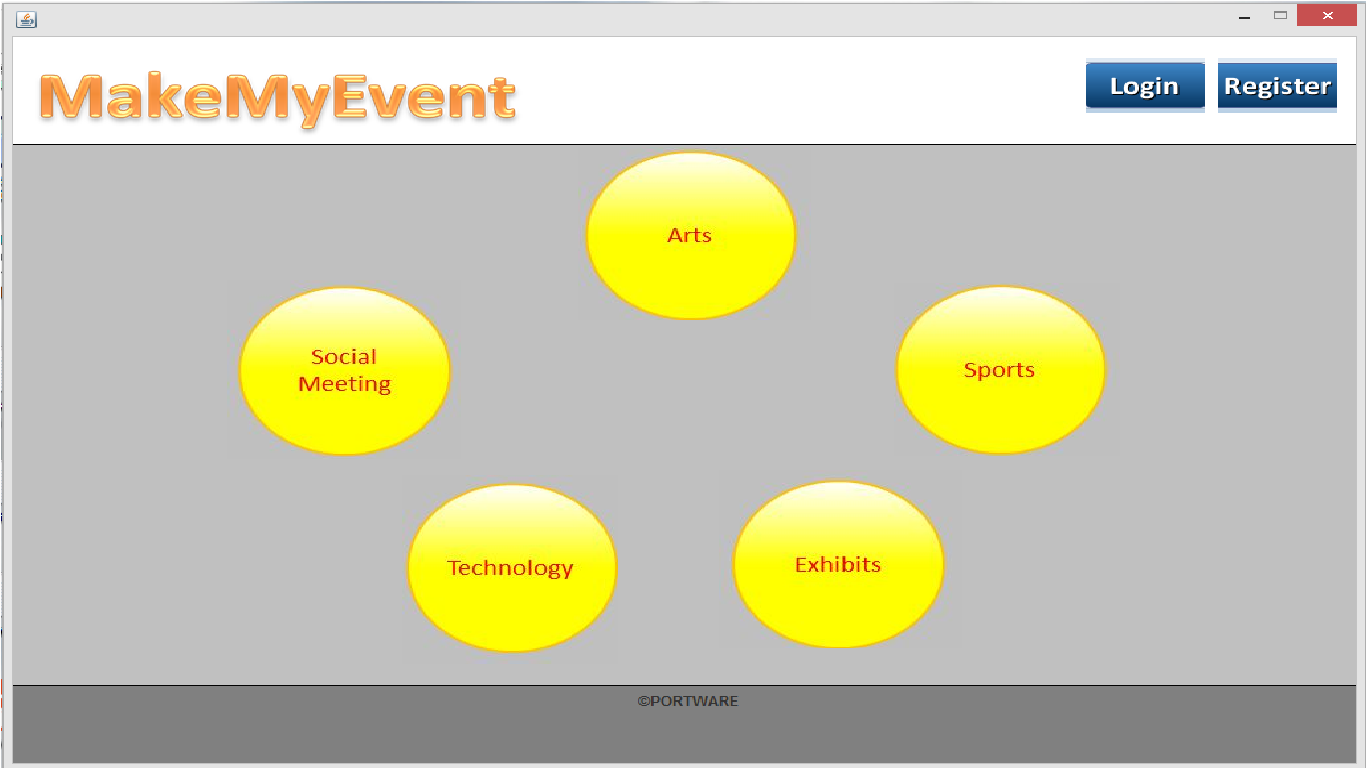 MakeMyEvent
Login
Register
Arts
Social
Meeting
Sports
Technology
Exhibits
©PORTWARE